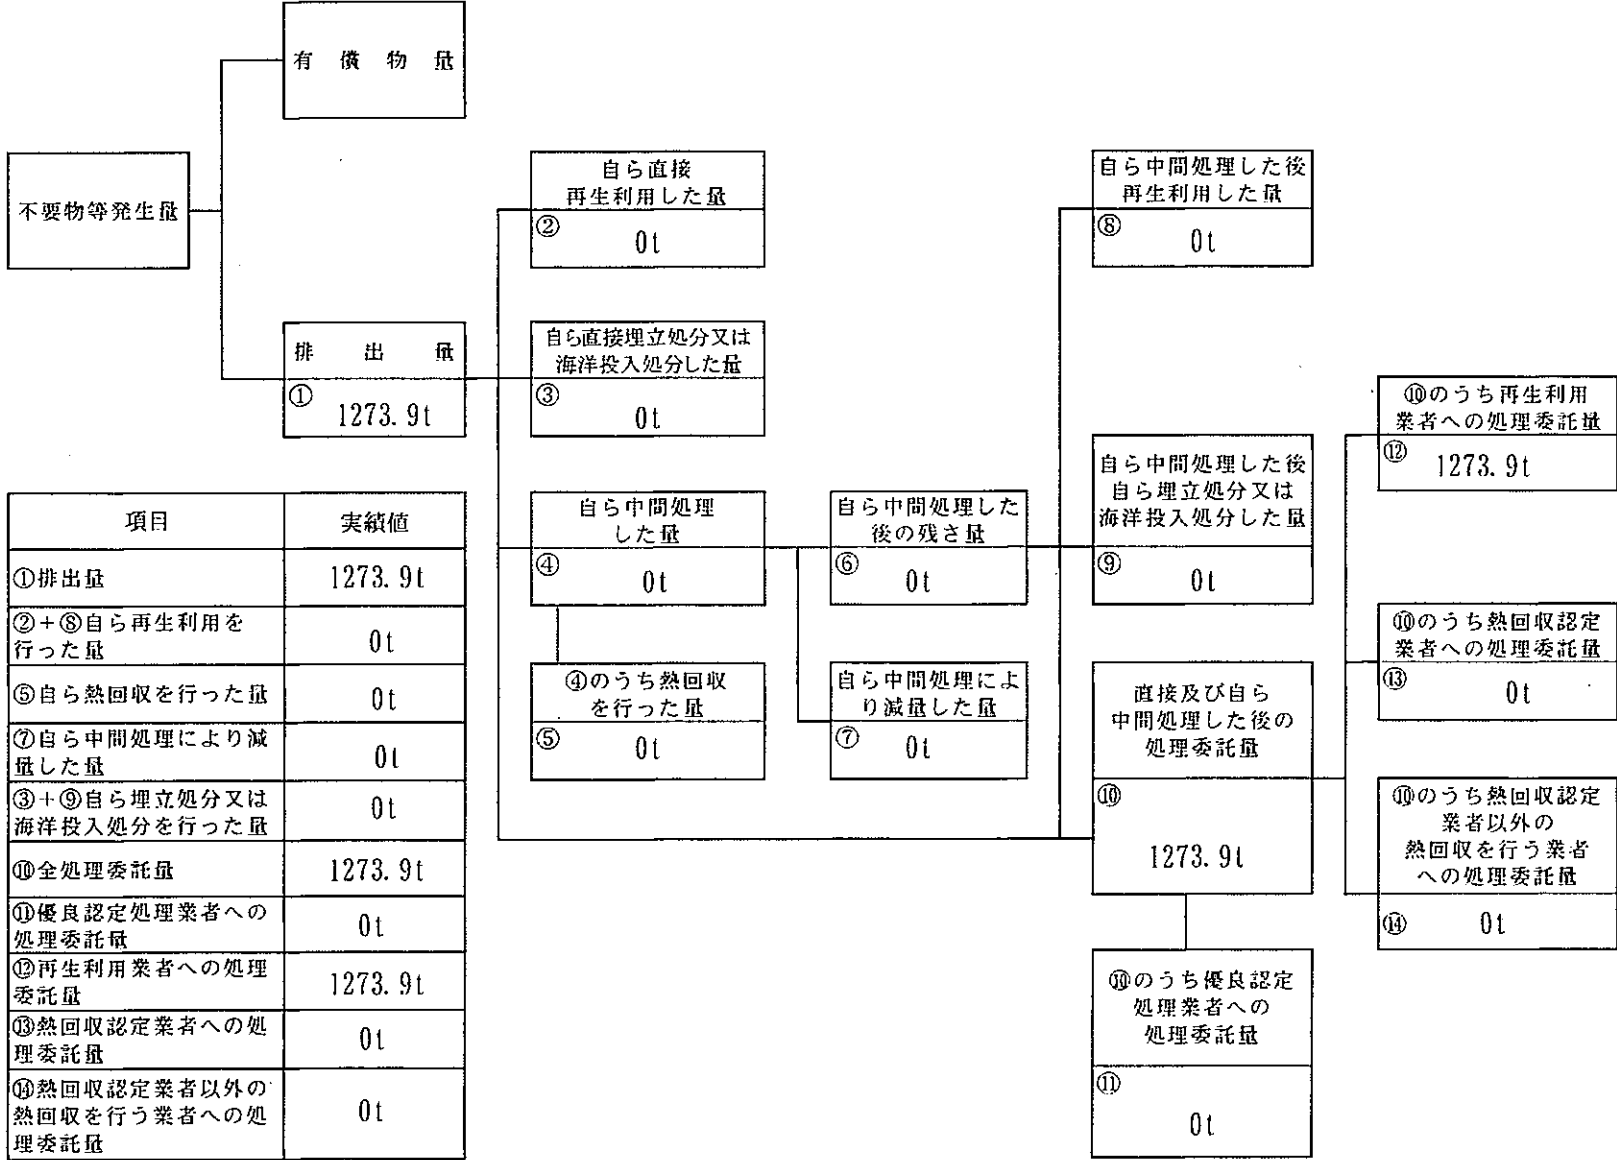 有償物量
不要物等発生量
排出量
①
1273.9t
自ら直接
再生利用した量
②
0t
自ら直接埋立処分又は
海洋投入処分した量
③
0t
自ら中間処理
した量
④
0t
④のうち熱回収
を行った量
⑤
0t
自ら中間処理した
後の残さ量
⑥
0t
自ら中間処理によ
り減量した量
⑦
0t
自ら中間処理した後
再生利用した量
⑧
0t
自ら中間処理した後
自ら埋立処分又は
海洋投入処分した量
⑨
0t
直接及び自ら
中間処理した後の
処理委託量
⑩
1273.9t
⑩のうち優良認定
処理業者への
処理委託量
⑪
0t
⑩のうち再生利用
業者への処理委託量
⑫
1273.9t
⑩のうち熱回収認定
業者への処理委託量
⑬
0t
⑩のうち熱回収認定
業者以外の
熱回収を行う業者
への処理委託量
⑭
0t
項目 実績値
①排出量 1273.9t
②+⑧自ら再生利用を
行った量
0t
⑤自ら熱回収を行った量 0t
⑦自ら中間処理により減
量した量
0t
③+⑨自ら埋立処分又は
海洋投入処分を行った量
0t
⑩全処理委託量 1273.9t
⑪優良認定処理業者への
処理委託量
0t
⑫再生利用業者への処理
委託量
1273.9t
⑬熱回収認定業者への処
理委託量
0t
⑭熱回収認定業者以外の
熱回収を行う業者への処
理委託量
0t